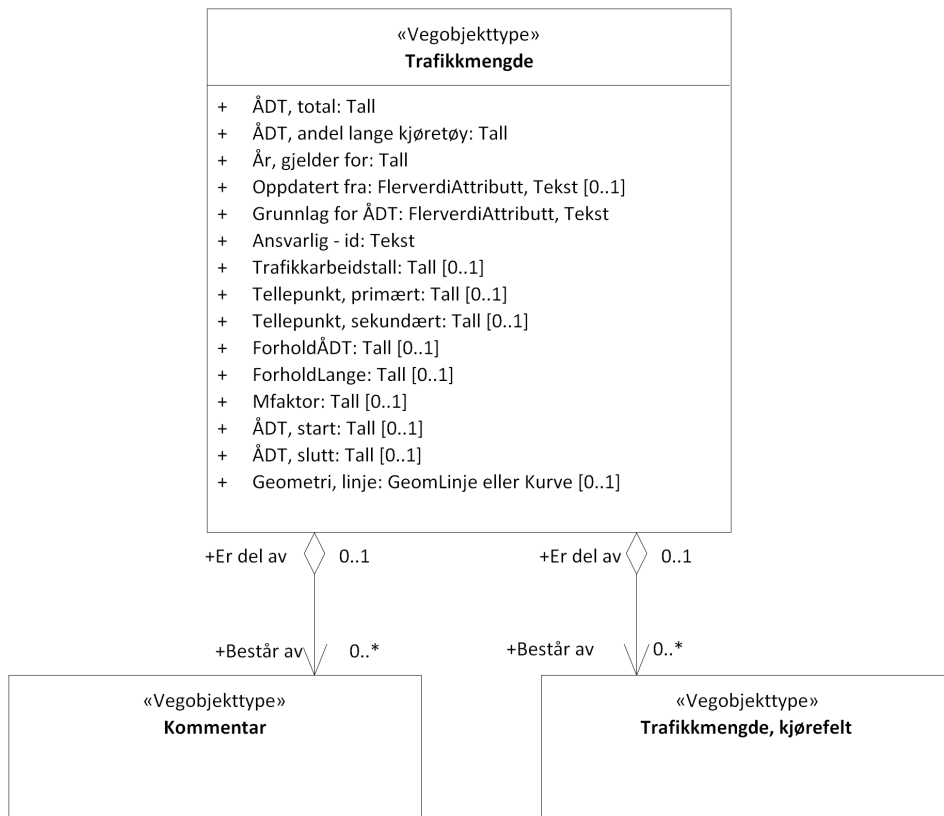 «Vegobjekttype»
Trafikkmengde
+ ÅDT, total: Tall
+ ÅDT, andel lange kjøretøy: Tall
+ År, gjelder for: Tall
+ Oppdatert fra: FlerverdiAttributt, Tekst [0..1]
+ Grunnlag for ÅDT: FlerverdiAttributt, Tekst
+ Ansvarlig - id: Tekst
+ Trafikkarbeidstall: Tall [0..1]
+ Tellepunkt, primært: Tall [0..1]
+ Tellepunkt, sekundært: Tall [0..1]
+ ForholdÅDT: Tall [0..1]
+ ForholdLange: Tall [0..1]
+ Mfaktor: Tall [0..1]
+ ÅDT, start: Tall [0..1]
+ ÅDT, slutt: Tall [0..1]
+ Geometri, linje: GeomLinje eller Kurve [0..1]
+Er del av 0..1
+Er del av 0..1
+Består av 0..*
+Består av 0..*
«Vegobjekttype»
Kommentar
«Vegobjekttype»
Trafikkmengde, kjørefelt